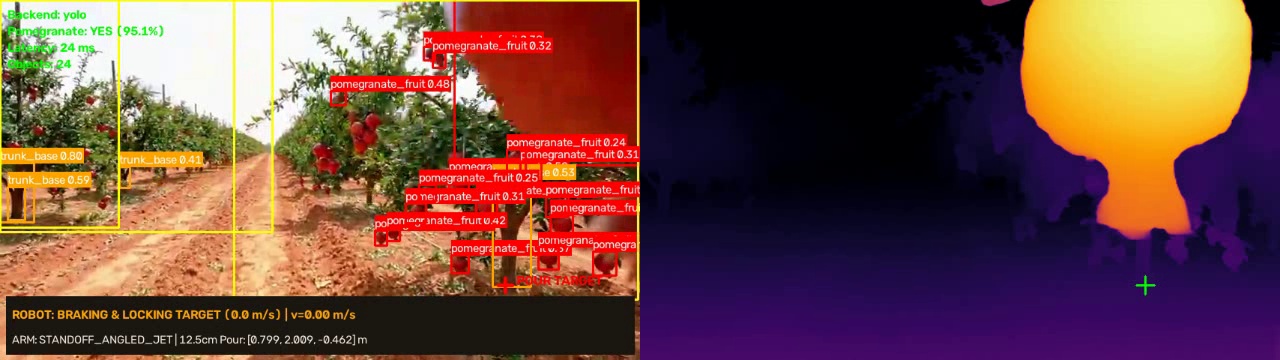 Backend: yolo
Pomegranate: YES (95.1%)
Latency: 24 ms
Objects: 24
pomegranate_fruit 0.32
pomegranate_fruit 0.48
pomegranate_fruit 0.24
pomegranate_fruit 0.31
trunk_base 0.80
trunk_base 0.41
trunk_base 0.59
pomegranate_fruit 0.25
pomegranate_fruit 0.31
pomegranate_fruit 0.42
POUR TARGET
ROBOT: BRAKING & LOCKING TARGET (0.0 m/s) | v=0.00 m/s
ARM: STANDOFF_ANGLED_JET | 12.5cm Pour: [0.799, 2.009, -0.462] m